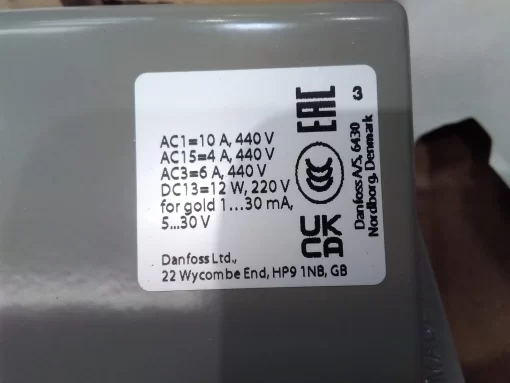 AC1=10 A, 440 V
AC15=4 A, 440 V
AC3=6 A, 440 V
DC13=12 W, 220 V
for gold 1...30 mA,
5...30 V
Danfoss Ltd.,
22 Wycombe End, HP9 1NB, GB
EAC
CCC
UK
CA
3
Danfoss A/S, 6430
Nordborg, Denmark